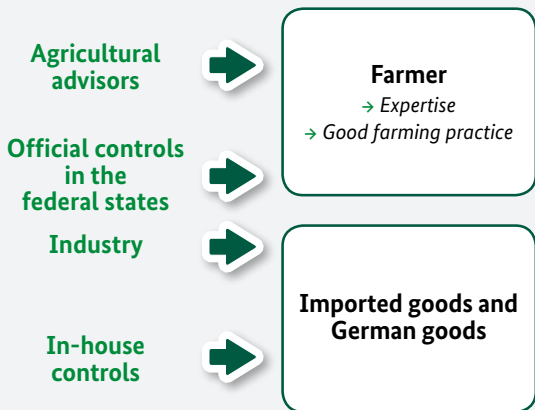 Agricultural
advisors
Farmer
→ Expertise
→ Good farming practice
Official controls
in the
federal states
Industry
Imported goods and
German goods
In-house
controls